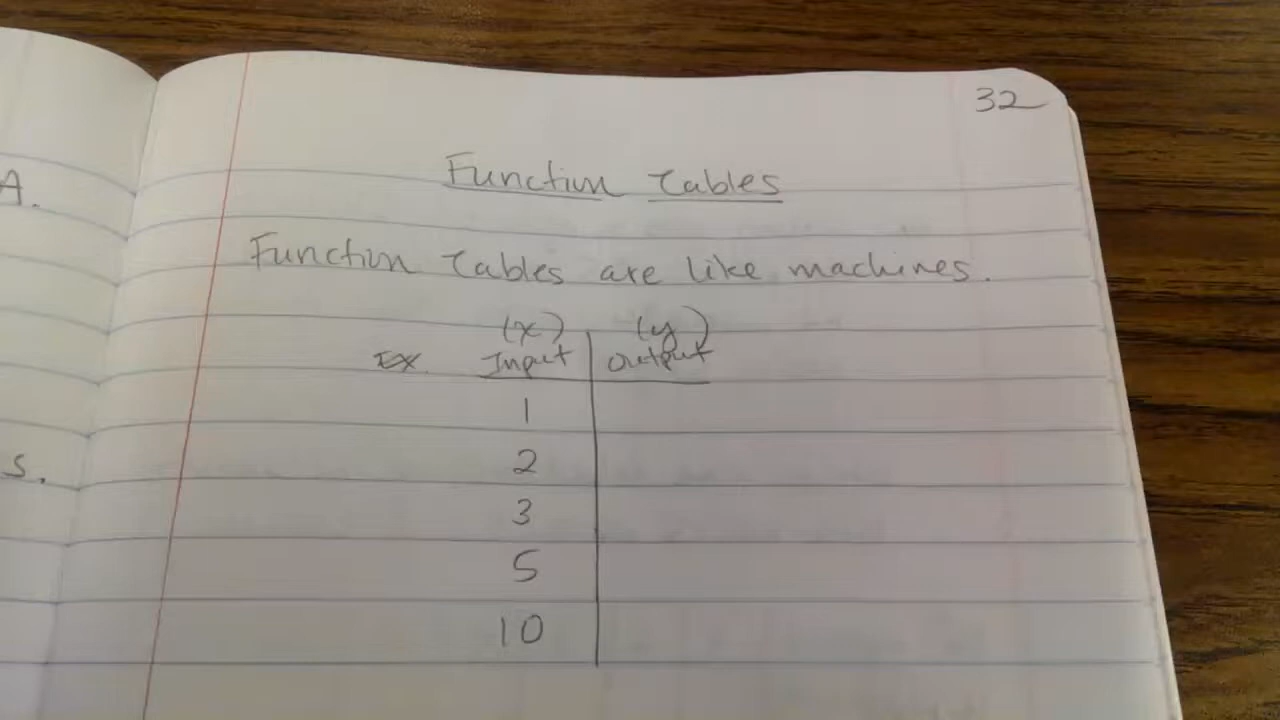 32
Function Tables
Function Tables are like machines.
(x) (y)
EX. Input Output
1
2
3
5
10
A.
s.